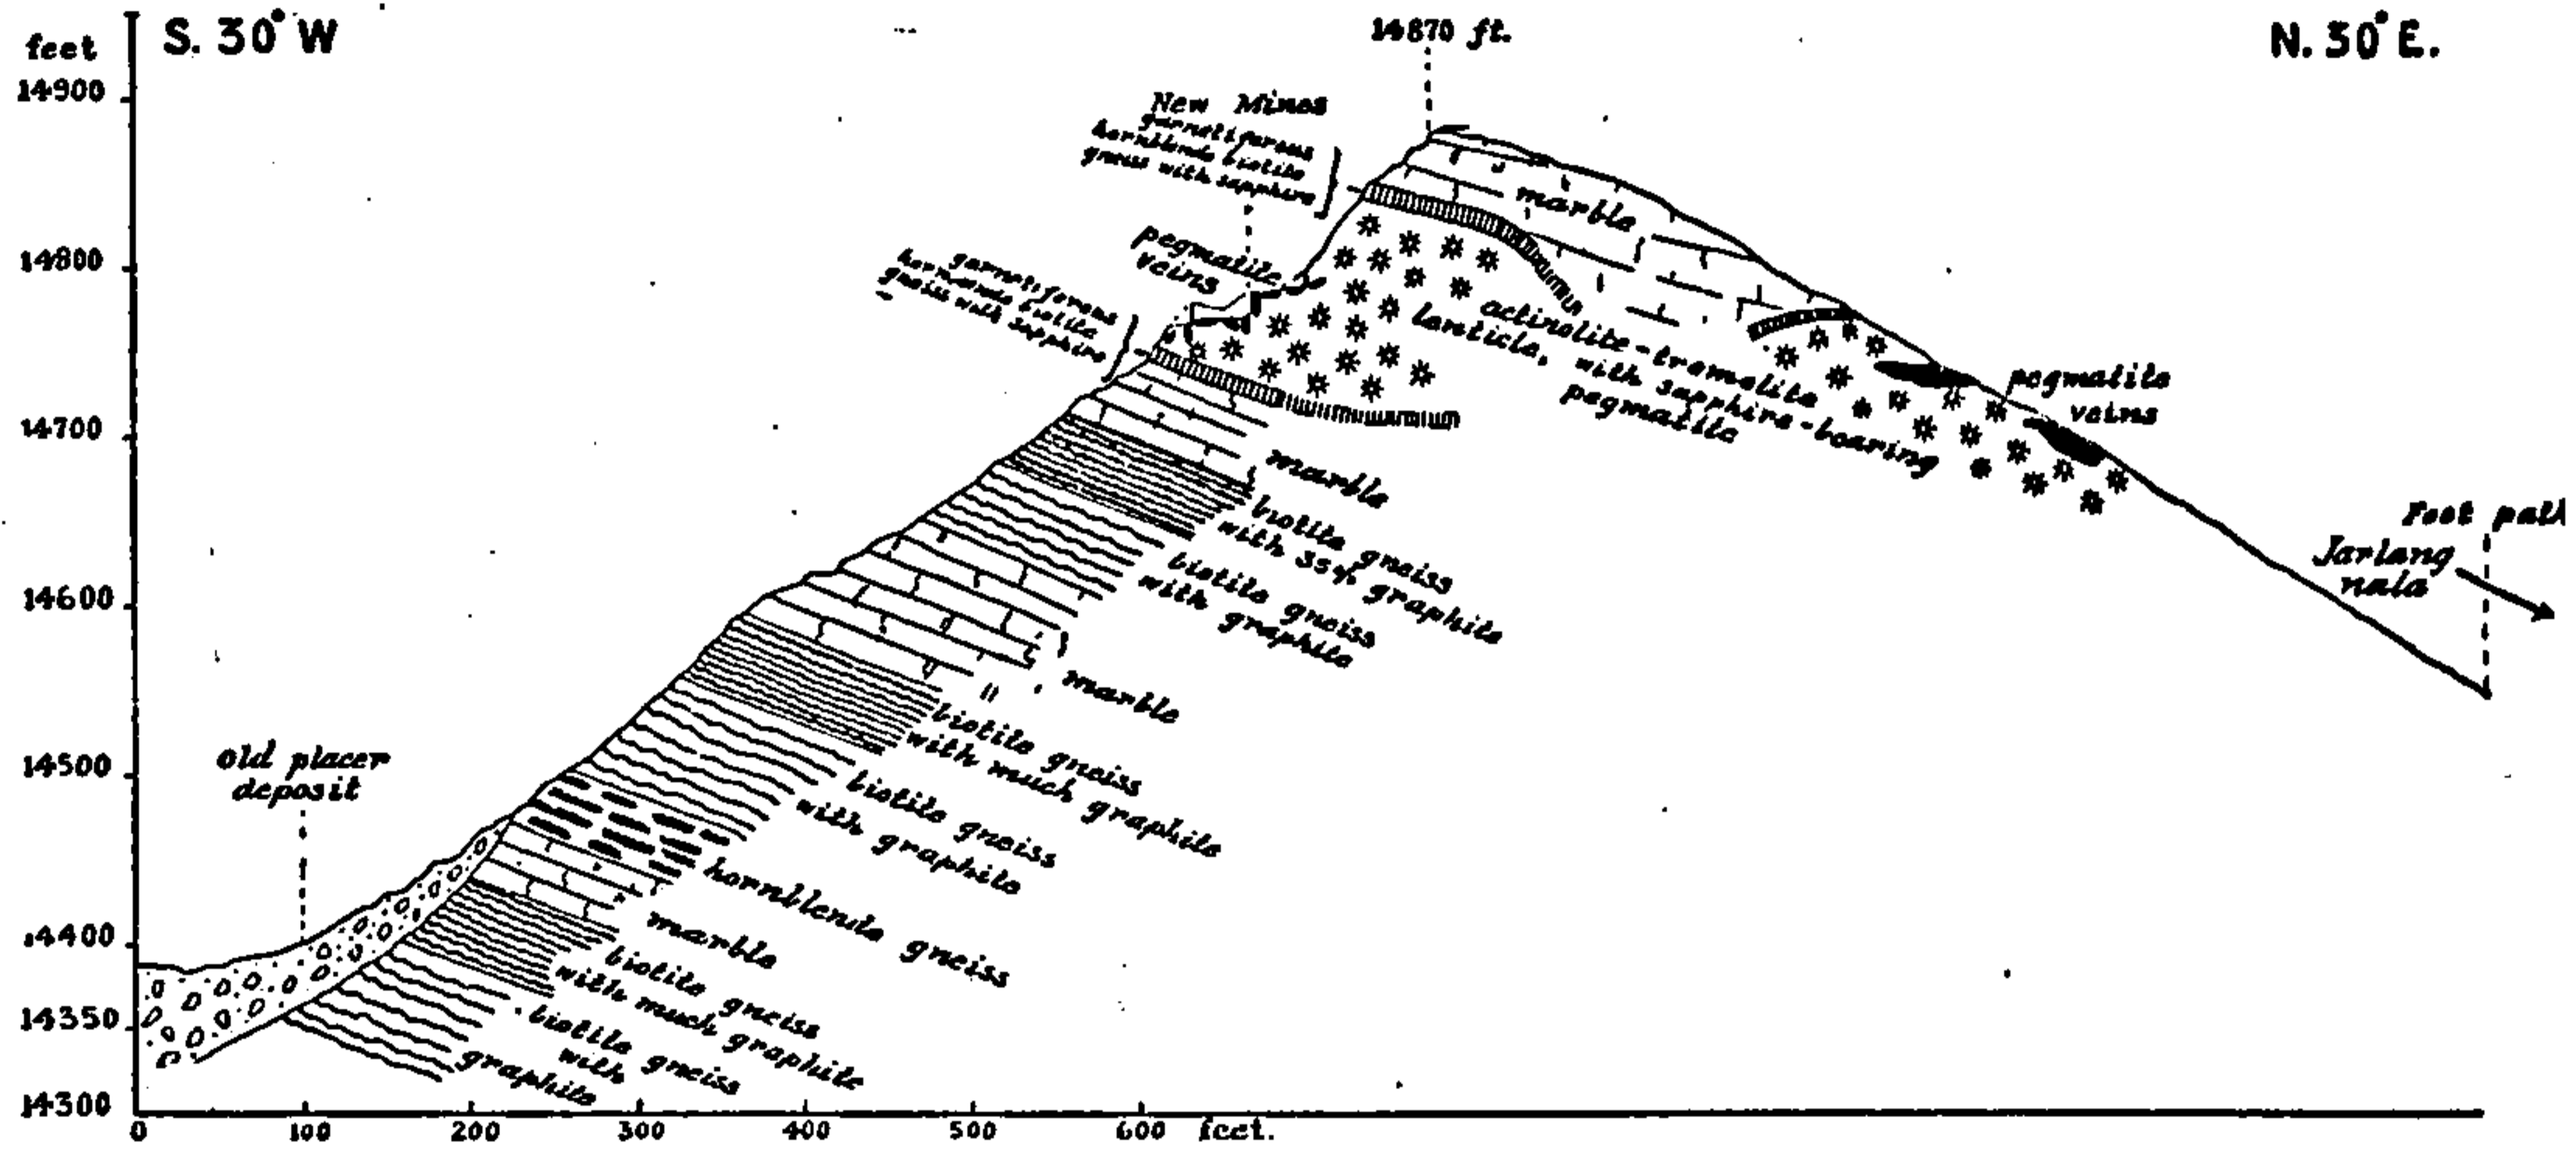 S. 30° W
N. 30° E.
feet
14900
14800
14700
14600
14500
14400
14350
14300
14870 ft.
New Mines
garnetiferous
hornblende biotite
gneiss with sapphire
pegmatite
veins
garnetiferous
hornblende biotite
gneiss with sapphire
marble
actinolite-tremolite
lenticle, with sapphire-bearing
pegmatite
pegmatite
veins
Foot path
Jarlang
nala
marble
biotite gneiss
with 35% graphite
biotite gneiss
with graphite
marble
biotite gneiss
with much graphite
biotite gneiss
with graphite
hornblende gneiss
marble
biotite gneiss
with much graphite
biotite gneiss
with
graphite
Old placer
deposit
0 100 200 300 400 500 600 feet.